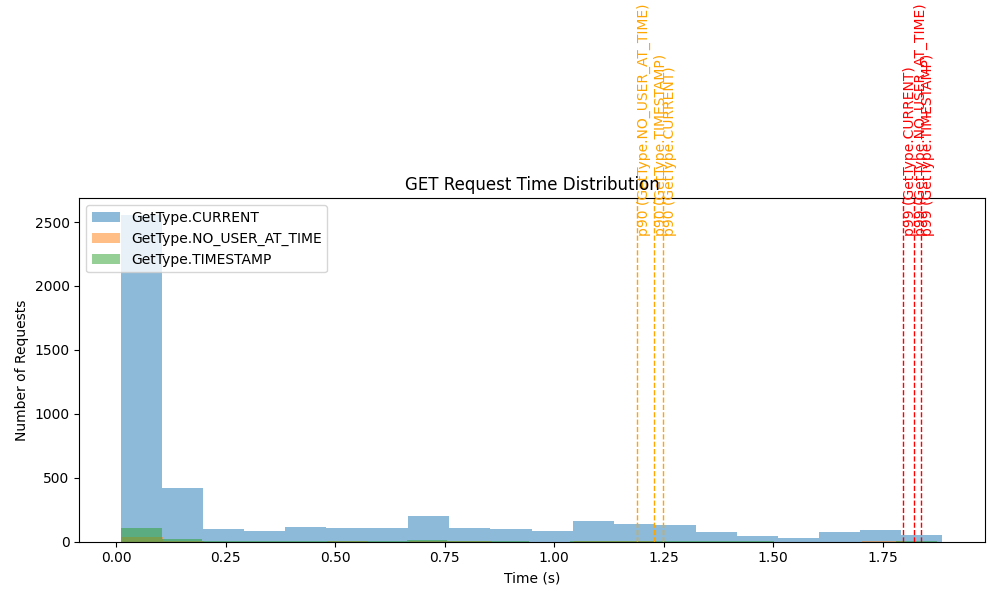 p90 (GetType.NO_USER_AT_TIME)
p90 (GetType.TIMESTAMP)
p90 (GetType.CURRENT)
p99 (GetType.CURRENT)
p99 (GetType.NO_USER_AT_TIME)
p99 (GetType.TIMESTAMP)
GET Request Time Distribution
GetType.CURRENT
GetType.NO_USER_AT_TIME
GetType.TIMESTAMP
Number of Requests
2500
2000
1500
1000
500
0
0.00 0.25 0.50 0.75 1.00 1.25 1.50 1.75
Time (s)